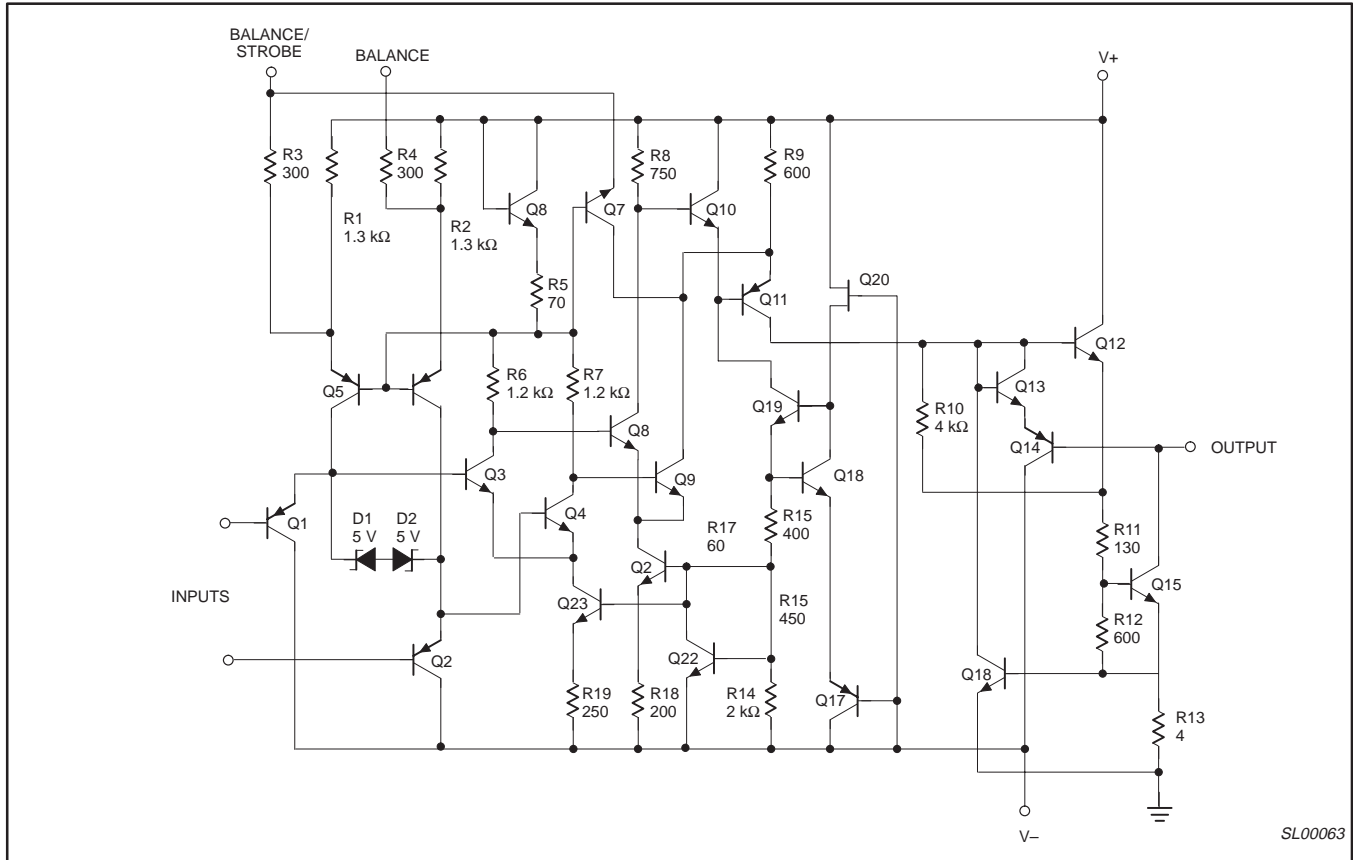 BALANCE/
STROBE
BALANCE
V+
R3
300
R4
300
R8
750
R9
600
R1
1.3 kΩ
R2
1.3 kΩ
Q8
Q7
Q10
R5
70
Q11
Q20
Q12
Q5
R6
1.2 kΩ
R7
1.2 kΩ
Q13
Q19
R10
4 kΩ
Q14
OUTPUT
Q8
Q3
Q9
Q18
Q1
Q4
D1
5 V
D2
5 V
R17
60
R15
400
R11
130
Q15
Q2
INPUTS
Q23
R15
450
R12
600
Q2
Q22
Q18
R19
250
R18
200
R14
2 kΩ
Q17
R13
4
V–
SL00063